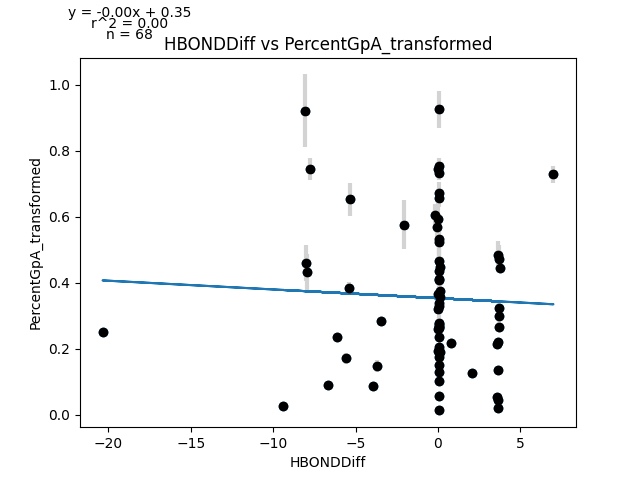 y = -0.00x + 0.35
r^2 = 0.00
n = 68
HBONDDiff vs PercentGpA_transformed
1.0
0.8
0.6
0.4
0.2
0.0
PercentGpA_transformed
−20 −15 −10 −5 0 5
HBONDDiff